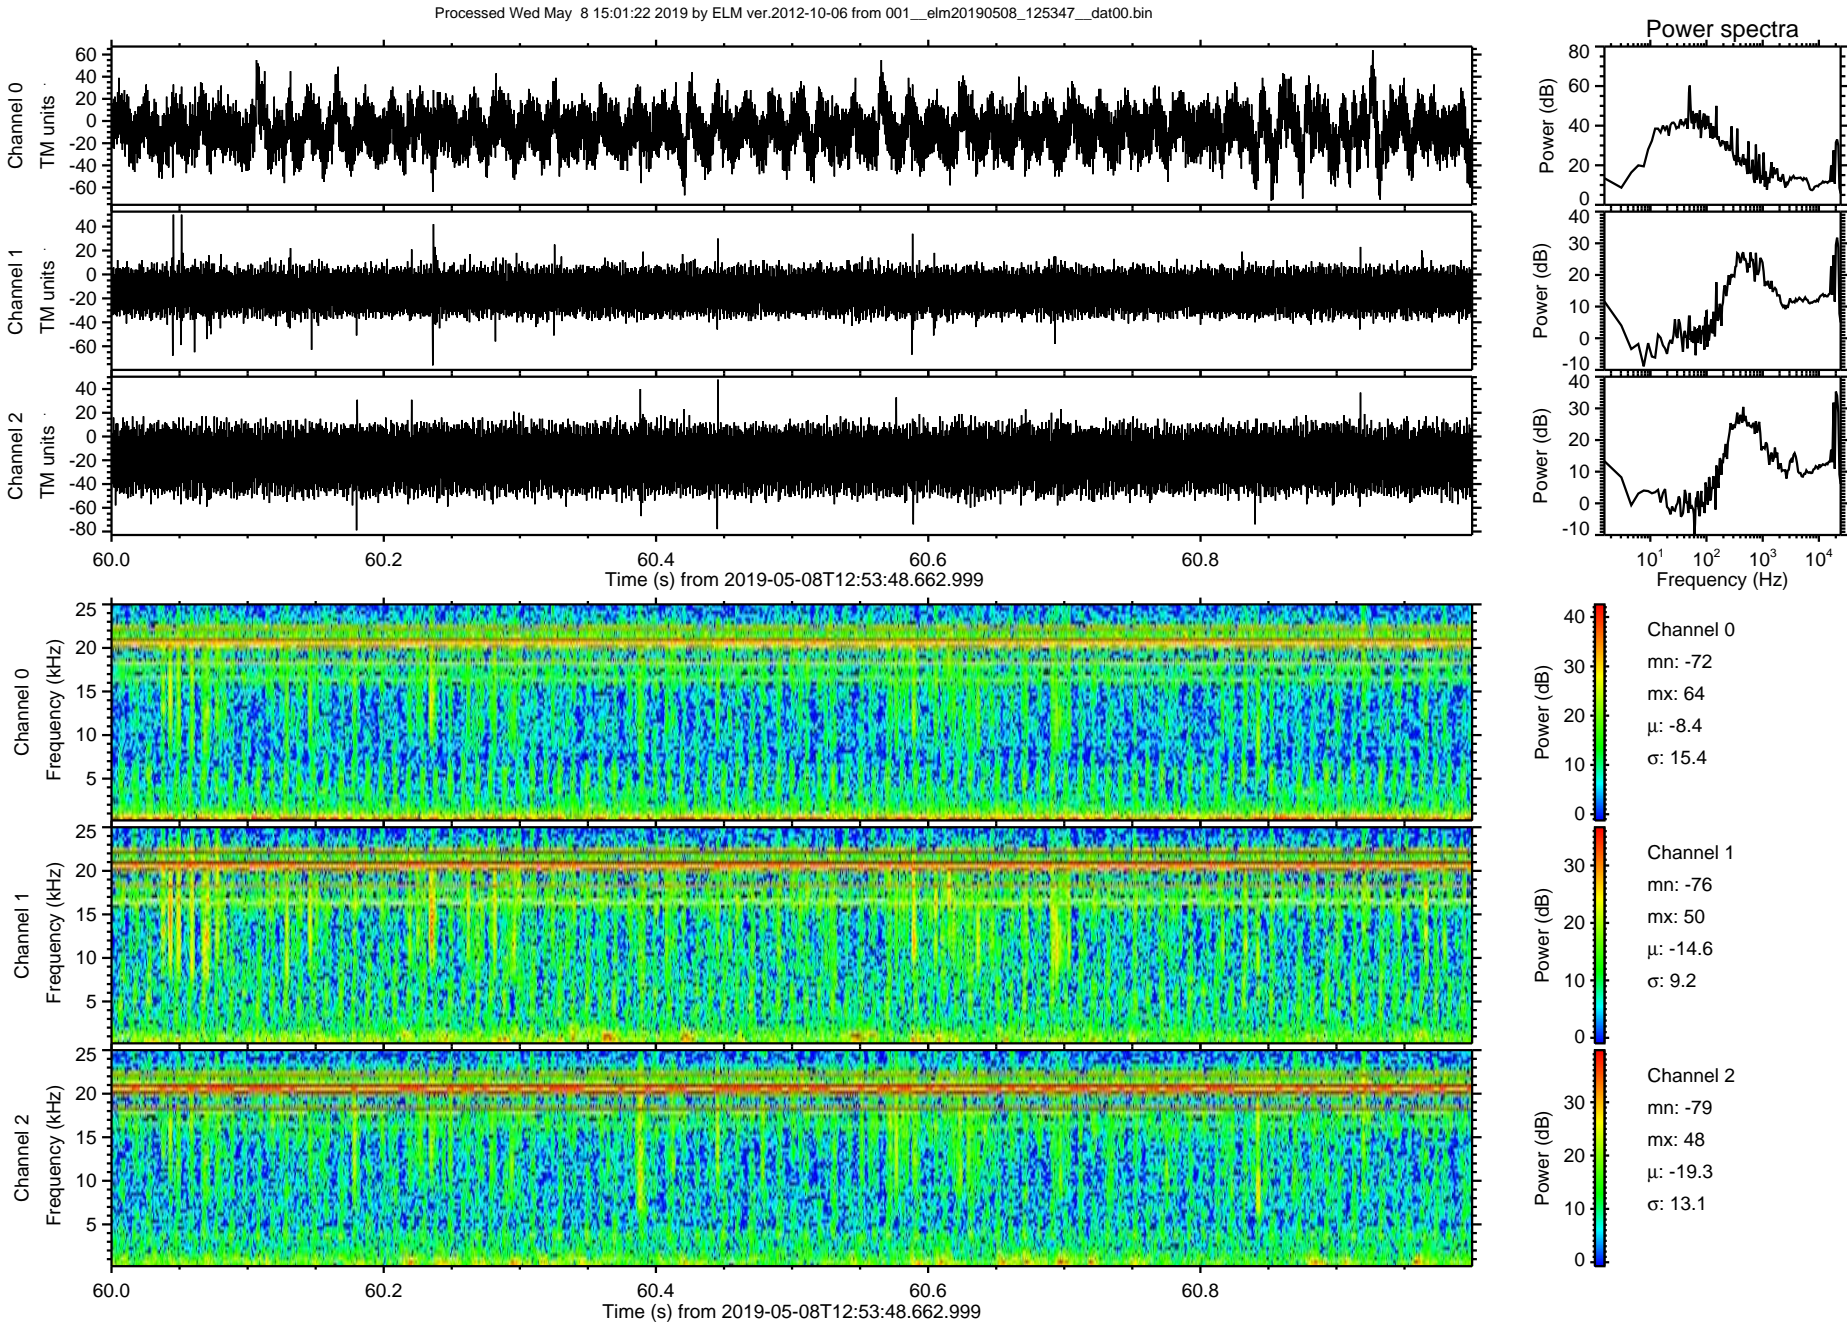 Processed Wed May  8 15:01:22 2019 by ELM ver.2012-10-06 from 001__elm20190508_125347__dat00.bin
Power spectra
Channel 0
TM units
60
40
20
0
-20
-40
-60
Power (dB)
80
60
40
20
0
Channel 1
TM units
40
20
0
-20
-40
-60
Power (dB)
40
30
20
10
0
-10
Channel 2
TM units
40
20
0
-20
-40
-60
-80
Power (dB)
40
30
20
10
0
-10
60.0 60.2 60.4 60.6 60.8
Time (s) from 2019-05-08T12:53:48.662.999
10^1 10^2 10^3 10^4
Frequency (Hz)
Channel 0
Frequency (kHz)
25
20
15
10
5
Power (dB)
40
30
20
10
0
Channel 0
mn: -72
mx: 64
μ: -8.4
σ: 15.4
Channel 1
Frequency (kHz)
25
20
15
10
5
Power (dB)
30
20
10
0
Channel 1
mn: -76
mx: 50
μ: -14.6
σ: 9.2
Channel 2
Frequency (kHz)
25
20
15
10
5
Power (dB)
30
20
10
0
Channel 2
mn: -79
mx: 48
μ: -19.3
σ: 13.1
60.0 60.2 60.4 60.6 60.8
Time (s) from 2019-05-08T12:53:48.662.999